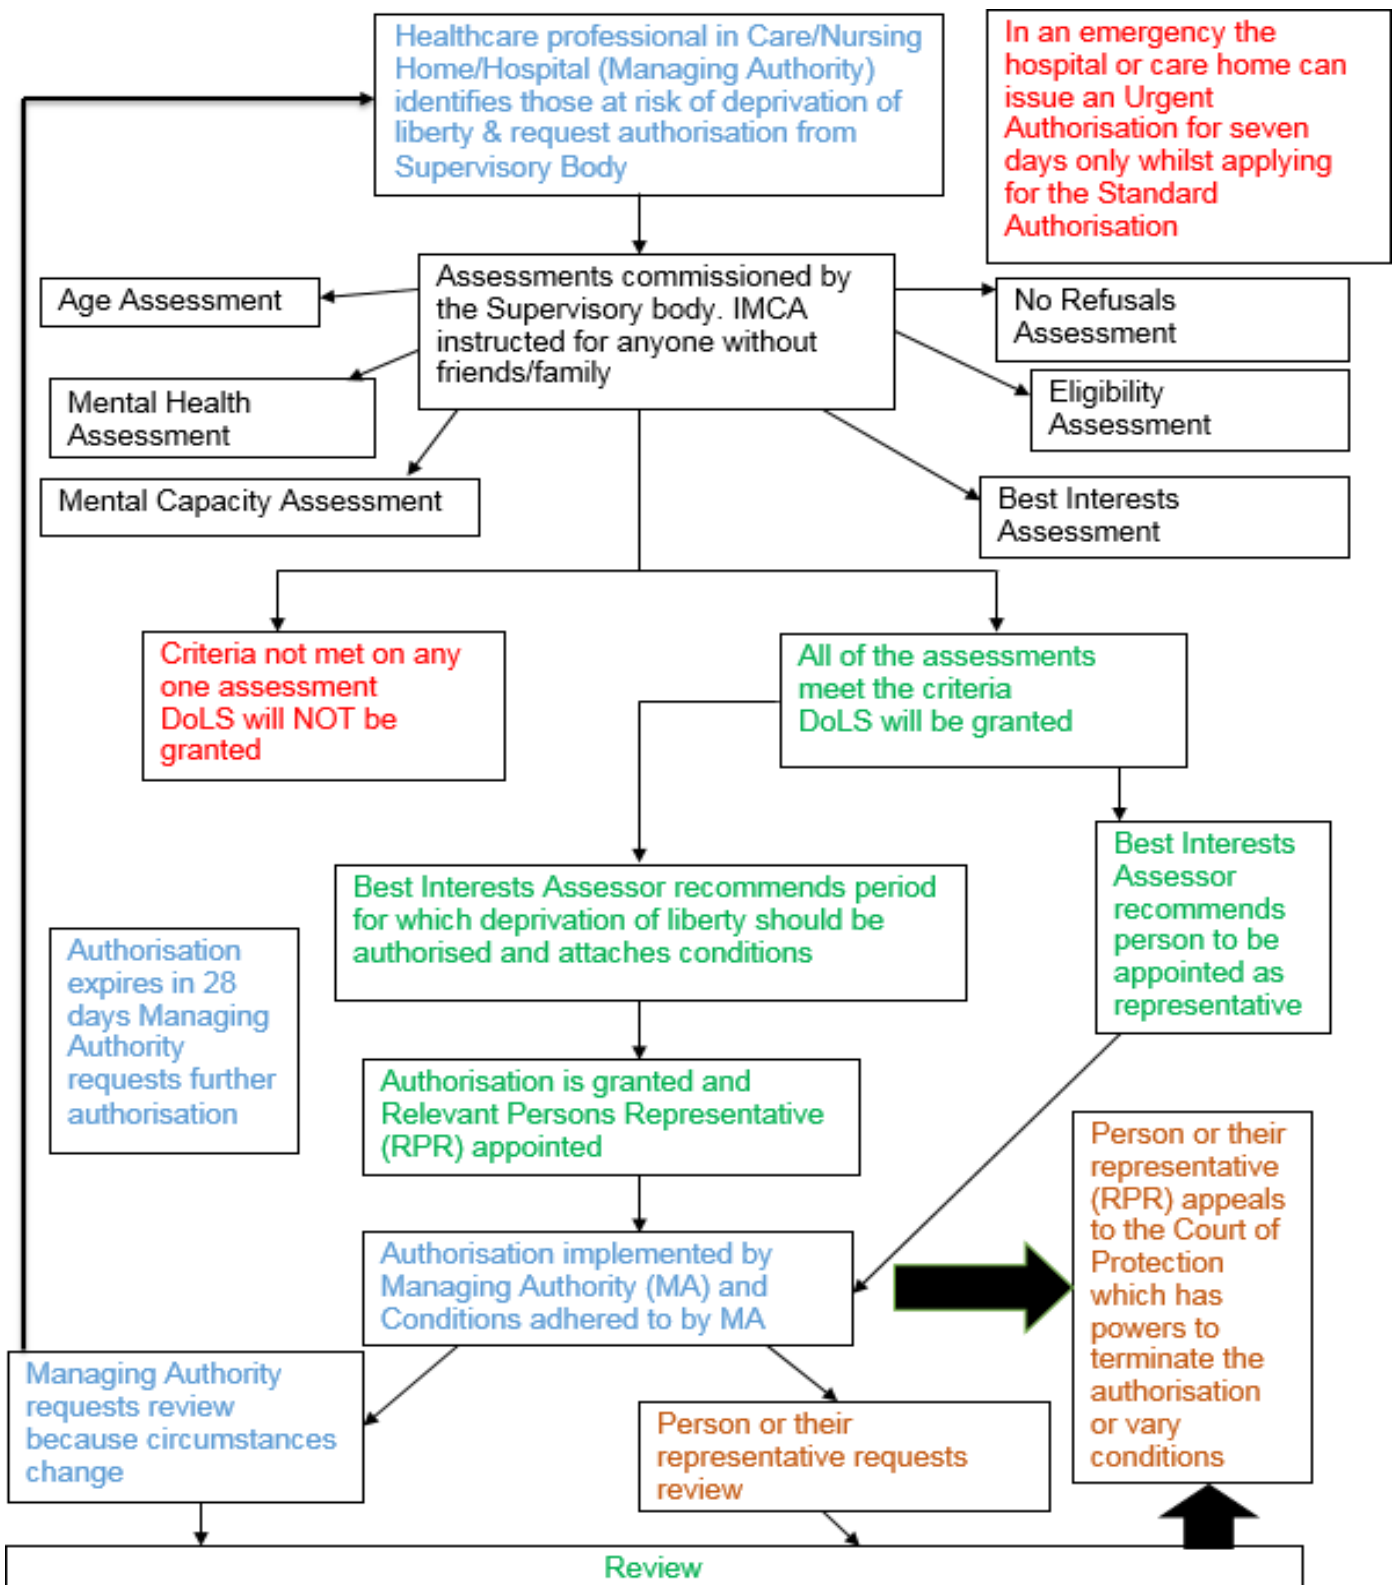 Healthcare professional in Care/Nursing
Home/Hospital (Managing Authority)
identifies those at risk of deprivation of
liberty & request authorisation from
Supervisory Body
In an emergency the
hospital or care home can
issue an Urgent
Authorisation for seven
days only whilst applying
for the Standard
Authorisation
Assessments commissioned by
the Supervisory body. IMCA
instructed for anyone without
friends/family
Age Assessment
Mental Health
Assessment
Mental Capacity Assessment
No Refusals
Assessment
Eligibility
Assessment
Best Interests
Assessment
Criteria not met on any
one assessment
DoLS will NOT be
granted
All of the assessments
meet the criteria
DoLS will be granted
Best Interests Assessor recommends period
for which deprivation of liberty should be
authorised and attaches conditions
Best Interests
Assessor
recommends
person to be
appointed as
representative
Authorisation
expires in 28
days Managing
Authority
requests further
authorisation
Authorisation is granted and
Relevant Persons Representative
(RPR) appointed
Person or their
representative
(RPR) appeals
to the Court of
Protection
which has
powers to
terminate the
authorisation
or vary
conditions
Authorisation implemented by
Managing Authority (MA) and
Conditions adhered to by MA
Managing Authority
requests review
because circumstances
change
Person or their
representative requests
review
Review